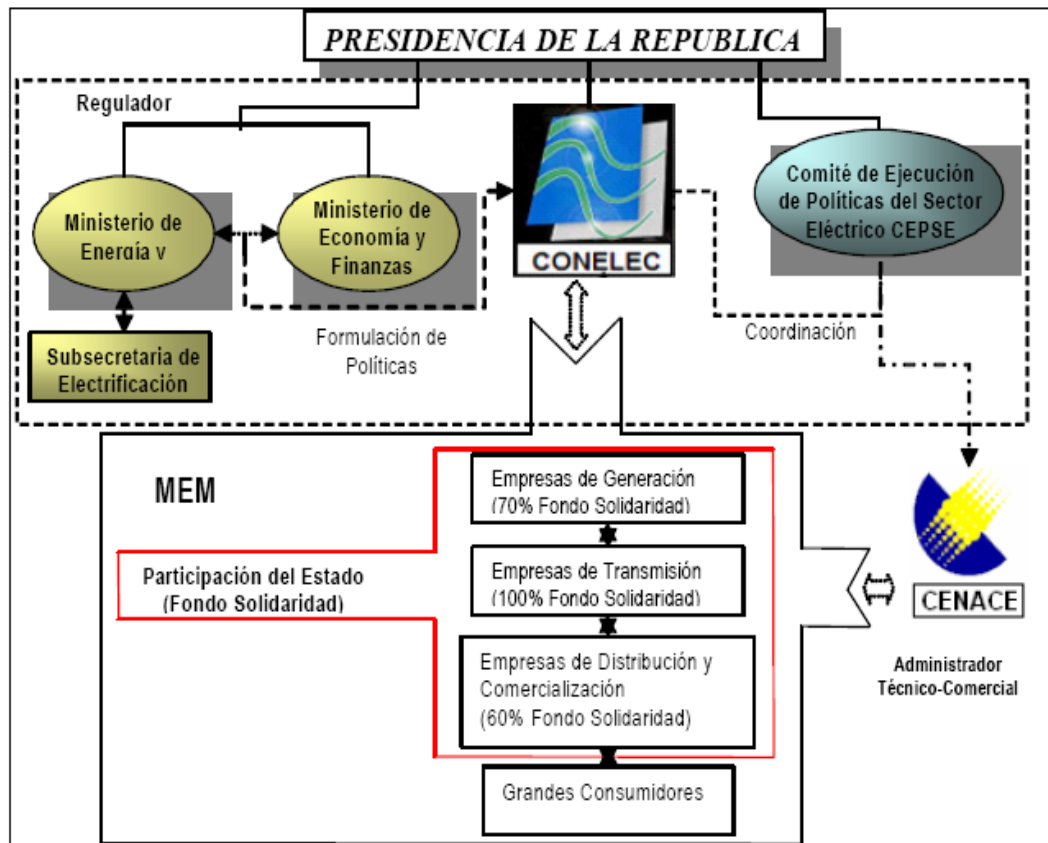 PRESIDENCIA DE LA REPUBLICA
Regulador
Ministerio de
Energía y
Ministerio de
Economía y
Finanzas
CONELEC
Comité de Ejecución
de Políticas del Sector
Eléctrico CEPSE
Subsecretaria de
Electrificación
Formulación de
Políticas
Coordinación
MEM
Empresas de Generación
(70% Fondo Solidaridad)
Participación del Estado
(Fondo Solidaridad)
Empresas de Transmisión
(100% Fondo Solidaridad)
Empresas de Distribución y
Comercialización
(60% Fondo Solidaridad)
Grandes Consumidores
CENACE
Administrador
Técnico-Comercial